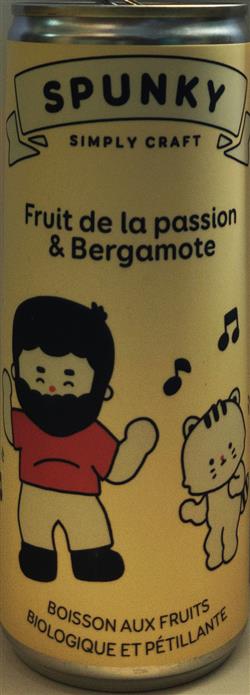 SPUNKY
SIMPLY CRAFT
Fruit de la passion
& Bergamote
BOISSON AUX FRUITS
BIOLOGIQUE ET PÉTILLANTE